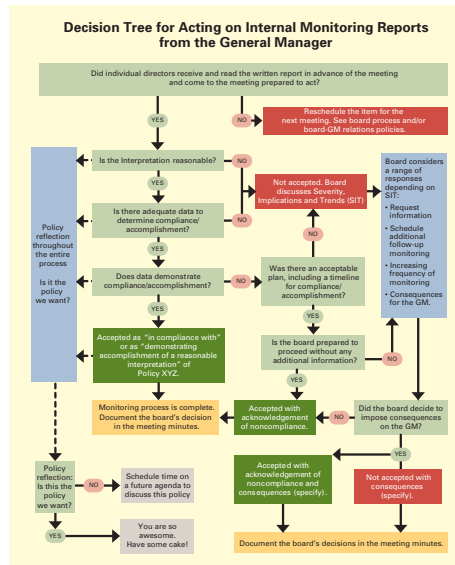 Decision Tree for Acting on Internal Monitoring Reports
from the General Manager
Did individual directors receive and read the written report in advance of the meeting
and come to the meeting prepared to act?
YES
NO
Reschedule the item for the
next meeting. See board process and/or
board-GM relations policies.
Is the Interpretation reasonable?
NO
YES
Not accepted. Board
discusses Severity,
Implications and Trends (SIT)
Board considers
a range of
responses
depending on
SIT:
• Request
information
• Schedule
additional
follow-up
monitoring
• Increasing
frequency of
monitoring
• Consequences
for the GM.
Policy
reflection
throughout
the entire
process
Is it the
policy
we want?
Is there adequate data to
determine compliance/
accomplishment?
NO
YES
NO
Does data demonstrate
compliance/accomplishment?
NO
YES
Was there an acceptable
plan, including a timeline
for compliance/
accomplishment?
YES
Accepted as “in compliance with”
or as “demonstrating
accomplishment of a reasonable
interpretation” of
Policy XYZ.
Is the board prepared to
proceed without any
additional information?
NO
YES
Monitoring process is complete.
Document the board’s decision
in the meeting minutes.
Accepted with
acknowledgement
of noncompliance.
NO
Did the board decide to
impose consequences
on the GM?
YES
Policy
reflection:
Is this the
policy
we want?
NO
Schedule time on
a future agenda to
discuss this policy
Accepted with
acknowledgement of
noncompliance and
consequences (specify).
Not accepted with
consequences
(specify).
YES
You are so
awesome.
Have some cake!
Document the board’s decisions in the meeting minutes.